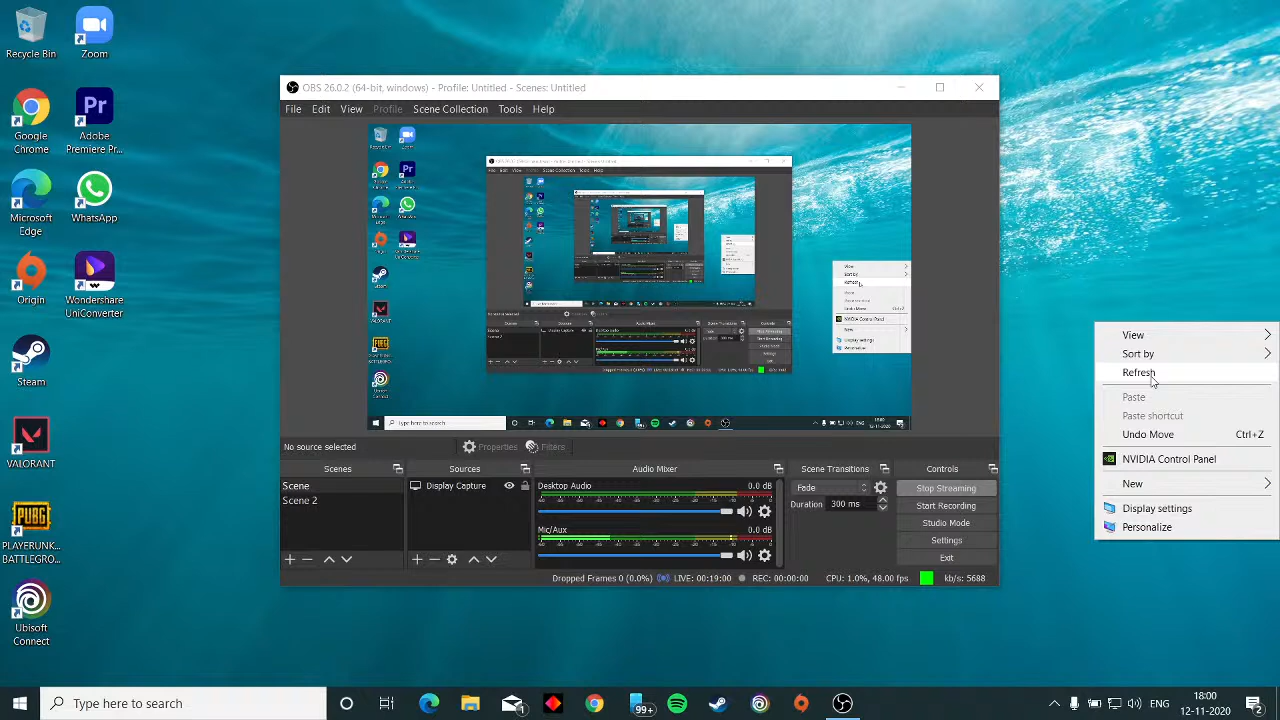 Recycle Bin
Zoom
Google
Chrome
Adobe
Premiere Pr...
Microsoft
Edge
WhatsApp
Origin
Wondershare
UniConverter
Steam
VALORANT
PLAYERUNK...
BATTLEGRO...
Ubisoft
Connect
OBS 26.0.2 (64-bit, windows) - Profile: Untitled - Scenes: Untitled
File Edit View Profile Scene Collection Tools Help
No source selected
Properties
Filters
Scenes
Scene
Scene 2
Sources
Display Capture
Audio Mixer
Desktop Audio
0.0 dB
Mic/Aux
0.0 dB
Scene Transitions
Fade
Duration 300 ms
Controls
Stop Streaming
Start Recording
Studio Mode
Settings
Exit
Dropped Frames 0 (0.0%)
LIVE: 00:19:00
REC: 00:00:00
CPU: 1.0%, 48.00 fps
kb/s: 5688
View
Sort by
Refresh
Paste
Paste shortcut
Undo Move Ctrl+Z
NVIDIA Control Panel
New
Display settings
Personalize
Type here to search
99+
ENG
18:00
12-11-2020
2